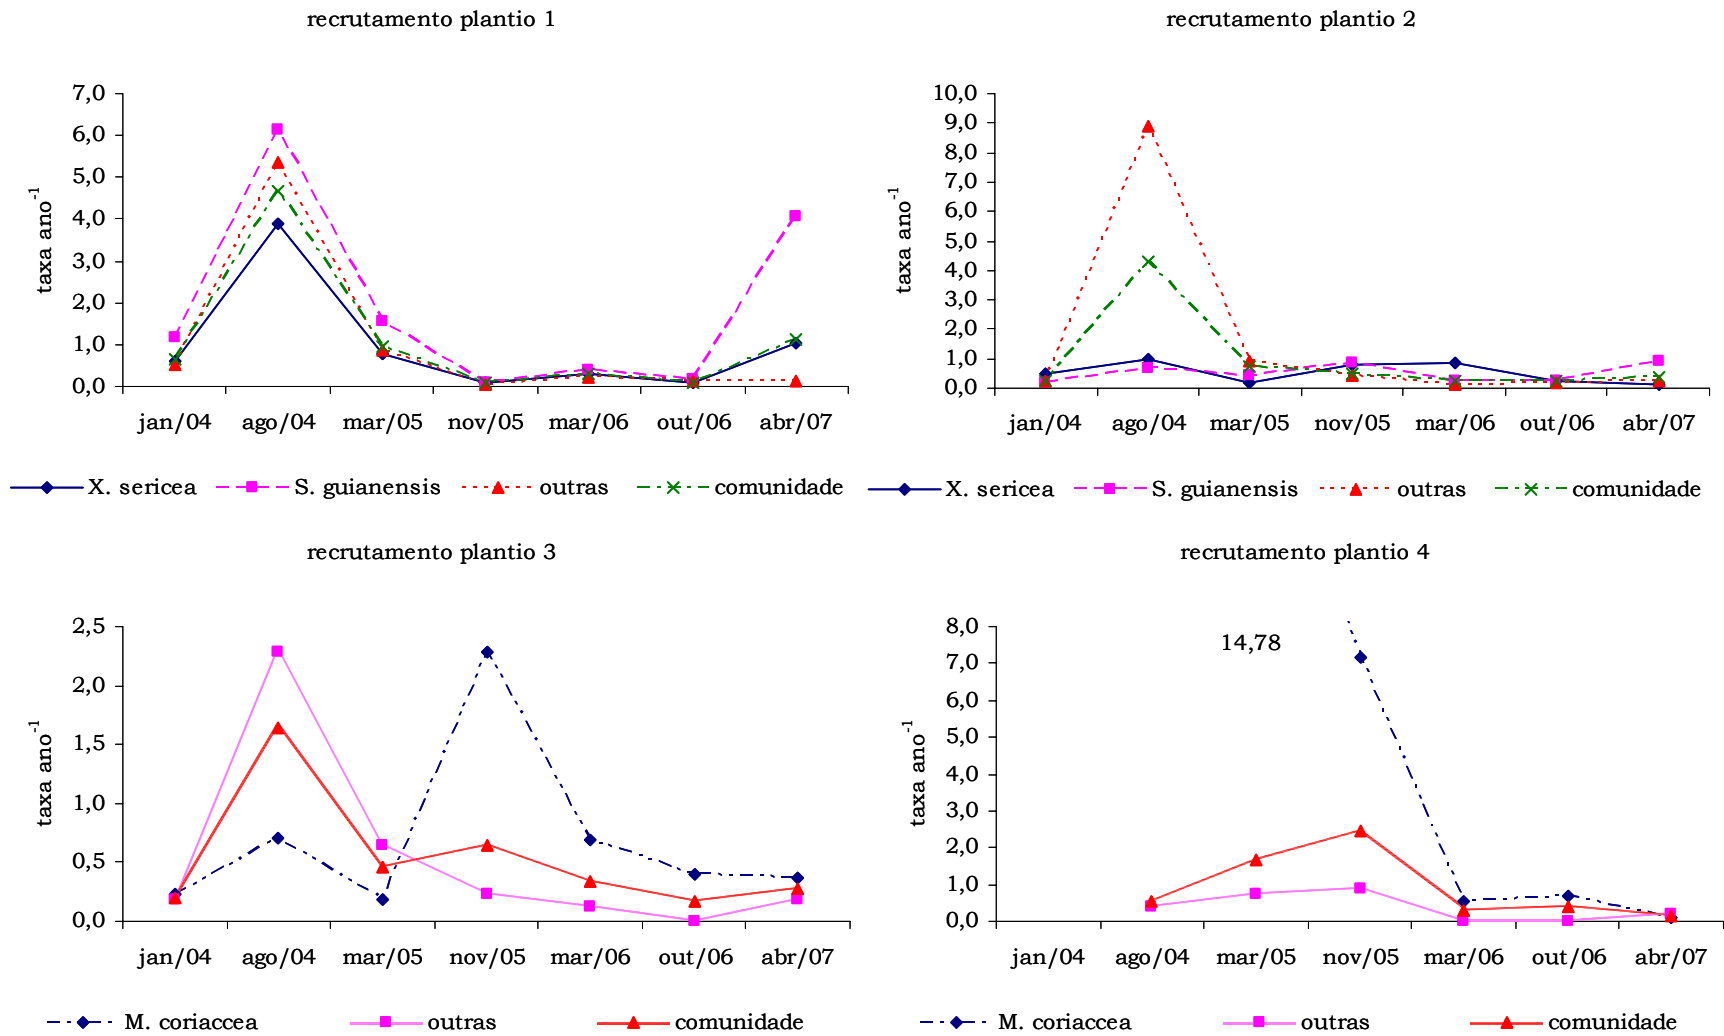 recrutamento plantio 1
taxa ano-1
7,0
6,0
5,0
4,0
3,0
2,0
1,0
0,0
jan/04 ago/04 mar/05 nov/05 mar/06 out/06 abr/07
X. sericea S. guianensis outras comunidade
recrutamento plantio 2
taxa ano-1
10,0
9,0
8,0
7,0
6,0
5,0
4,0
3,0
2,0
1,0
0,0
jan/04 ago/04 mar/05 nov/05 mar/06 out/06 abr/07
X. sericea S. guianensis outras comunidade
recrutamento plantio 3
taxa ano-1
2,5
2,0
1,5
1,0
0,5
0,0
jan/04 ago/04 mar/05 nov/05 mar/06 out/06 abr/07
M. coriaccea outras comunidade
recrutamento plantio 4
taxa ano-1
8,0
7,0
6,0
5,0
4,0
3,0
2,0
1,0
0,0
14,78
jan/04 ago/04 mar/05 nov/05 mar/06 out/06 abr/07
M. coriaccea outras comunidade